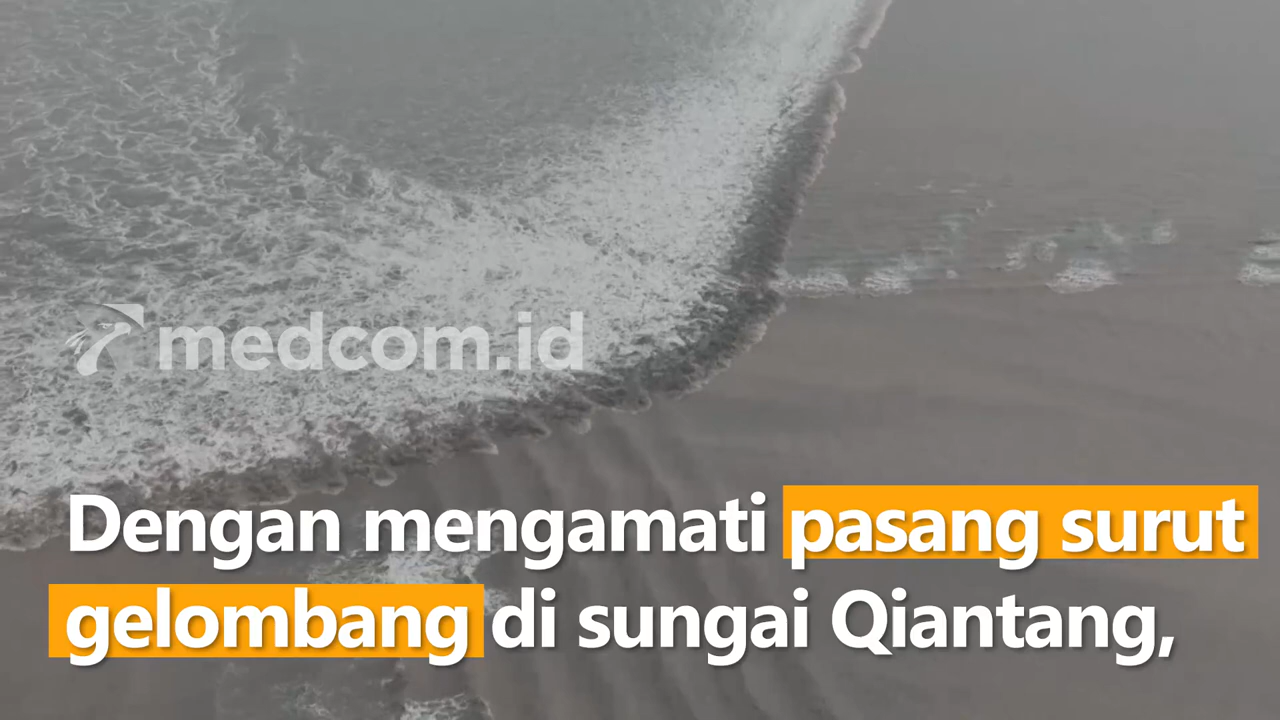 medcom.id
Dengan mengamati pasang surut
gelombang di sungai Qiantang,